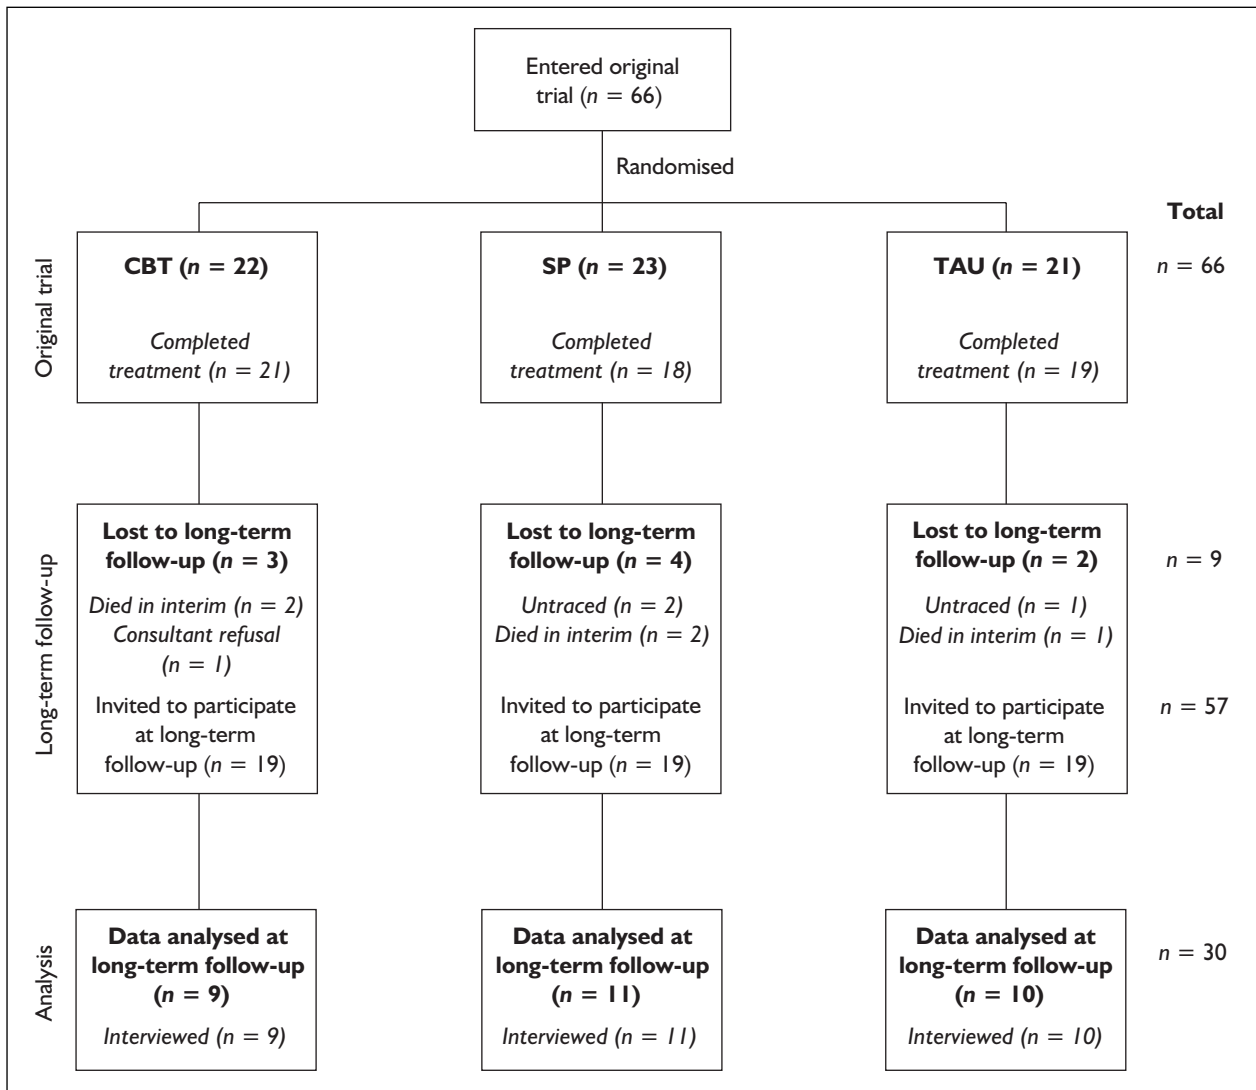 Entered original
trial (n = 66)
Randomised
Total
Original trial
CBT (n = 22)
Completed
treatment (n = 21)
SP (n = 23)
Completed
treatment (n = 18)
TAU (n = 21)
Completed
treatment (n = 19)
n = 66
Long-term follow-up
Lost to long-term
follow-up (n = 3)
Died in interim (n = 2)
Consultant refusal
(n = 1)
Invited to participate
at long-term
follow-up (n = 19)
Lost to long-term
follow-up (n = 4)
Untraced (n = 2)
Died in interim (n = 2)
Invited to participate
at long-term
follow-up (n = 19)
Lost to long-term
follow-up (n = 2)
Untraced (n = 1)
Died in interim (n = 1)
Invited to participate
at long-term
follow-up (n = 19)
n = 9
n = 57
Analysis
Data analysed at
long-term follow-up
(n = 9)
Interviewed (n = 9)
Data analysed at
long-term follow-up
(n = 11)
Interviewed (n = 11)
Data analysed at
long-term follow-up
(n = 10)
Interviewed (n = 10)
n = 30